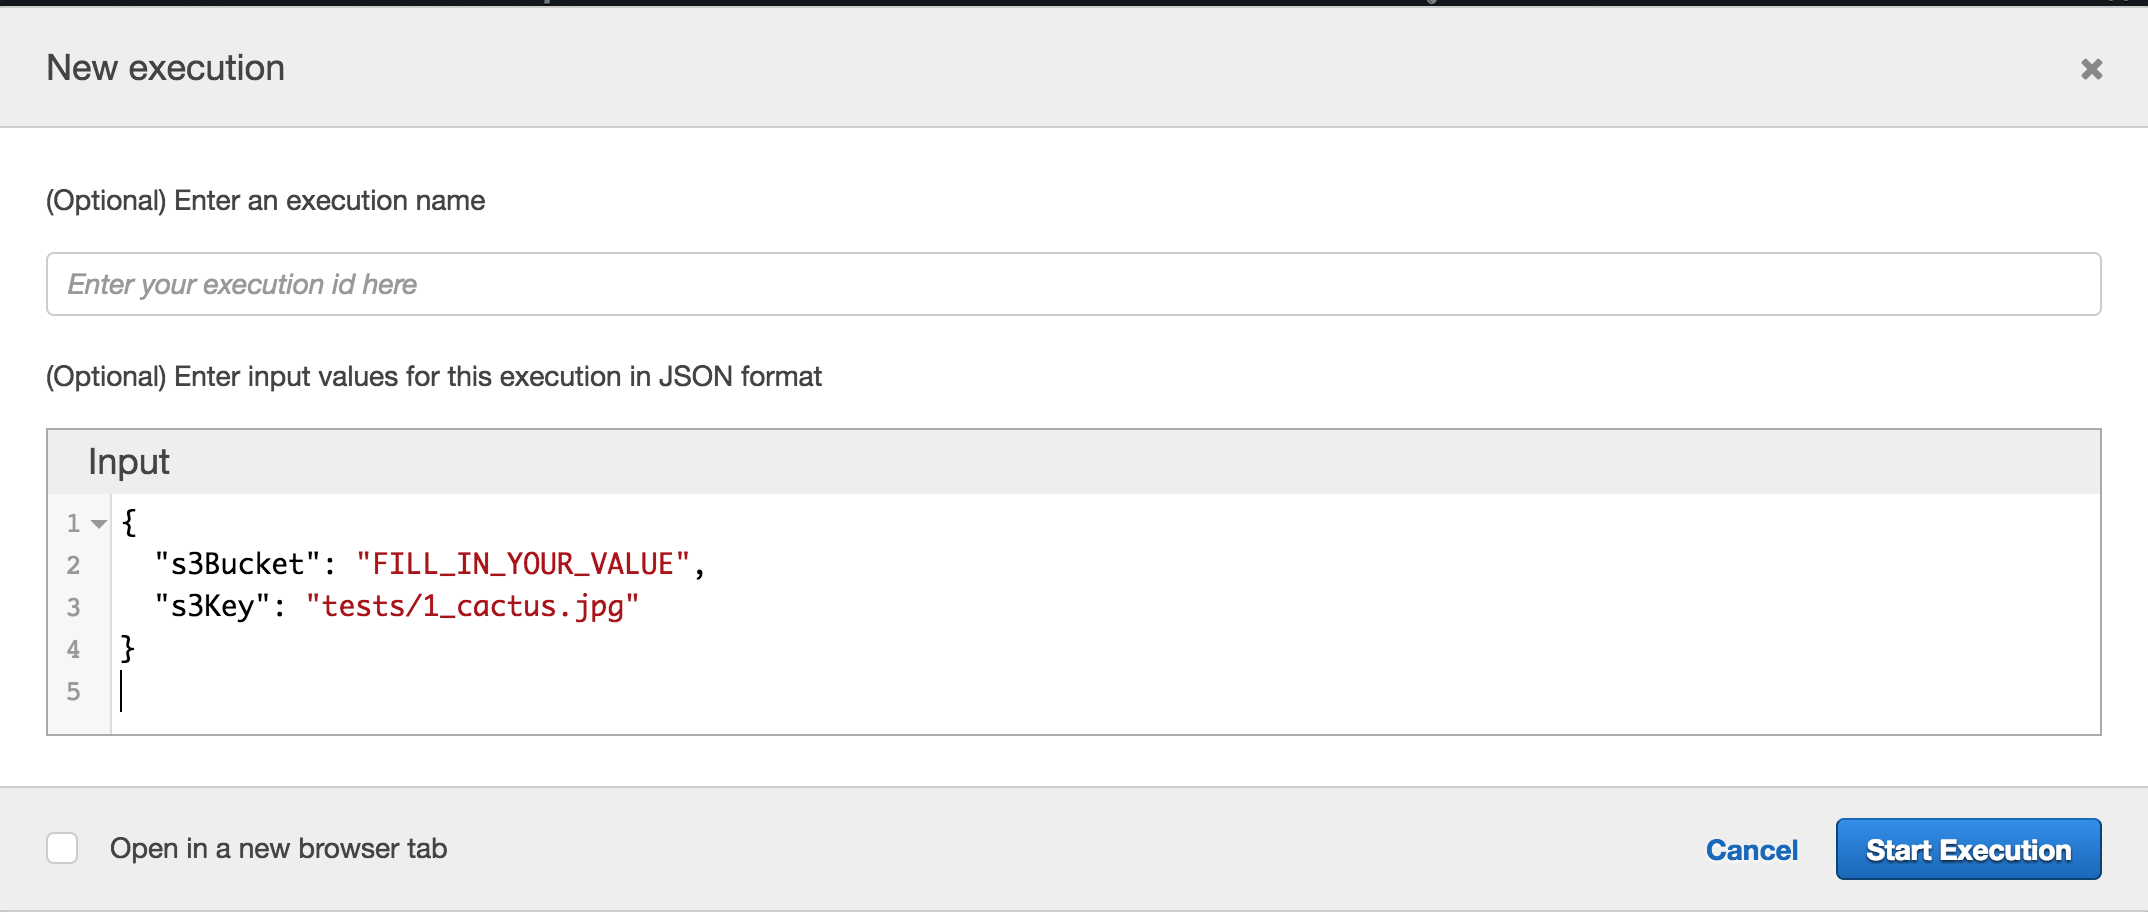 New execution
(Optional) Enter an execution name
Enter your execution id here
(Optional) Enter input values for this execution in JSON format
Input
1 {
2 "s3Bucket": "FILL_IN_YOUR_VALUE",
3 "s3Key": "tests/1_cactus.jpg"
4 }
5
Open in a new browser tab
Cancel
Start Execution